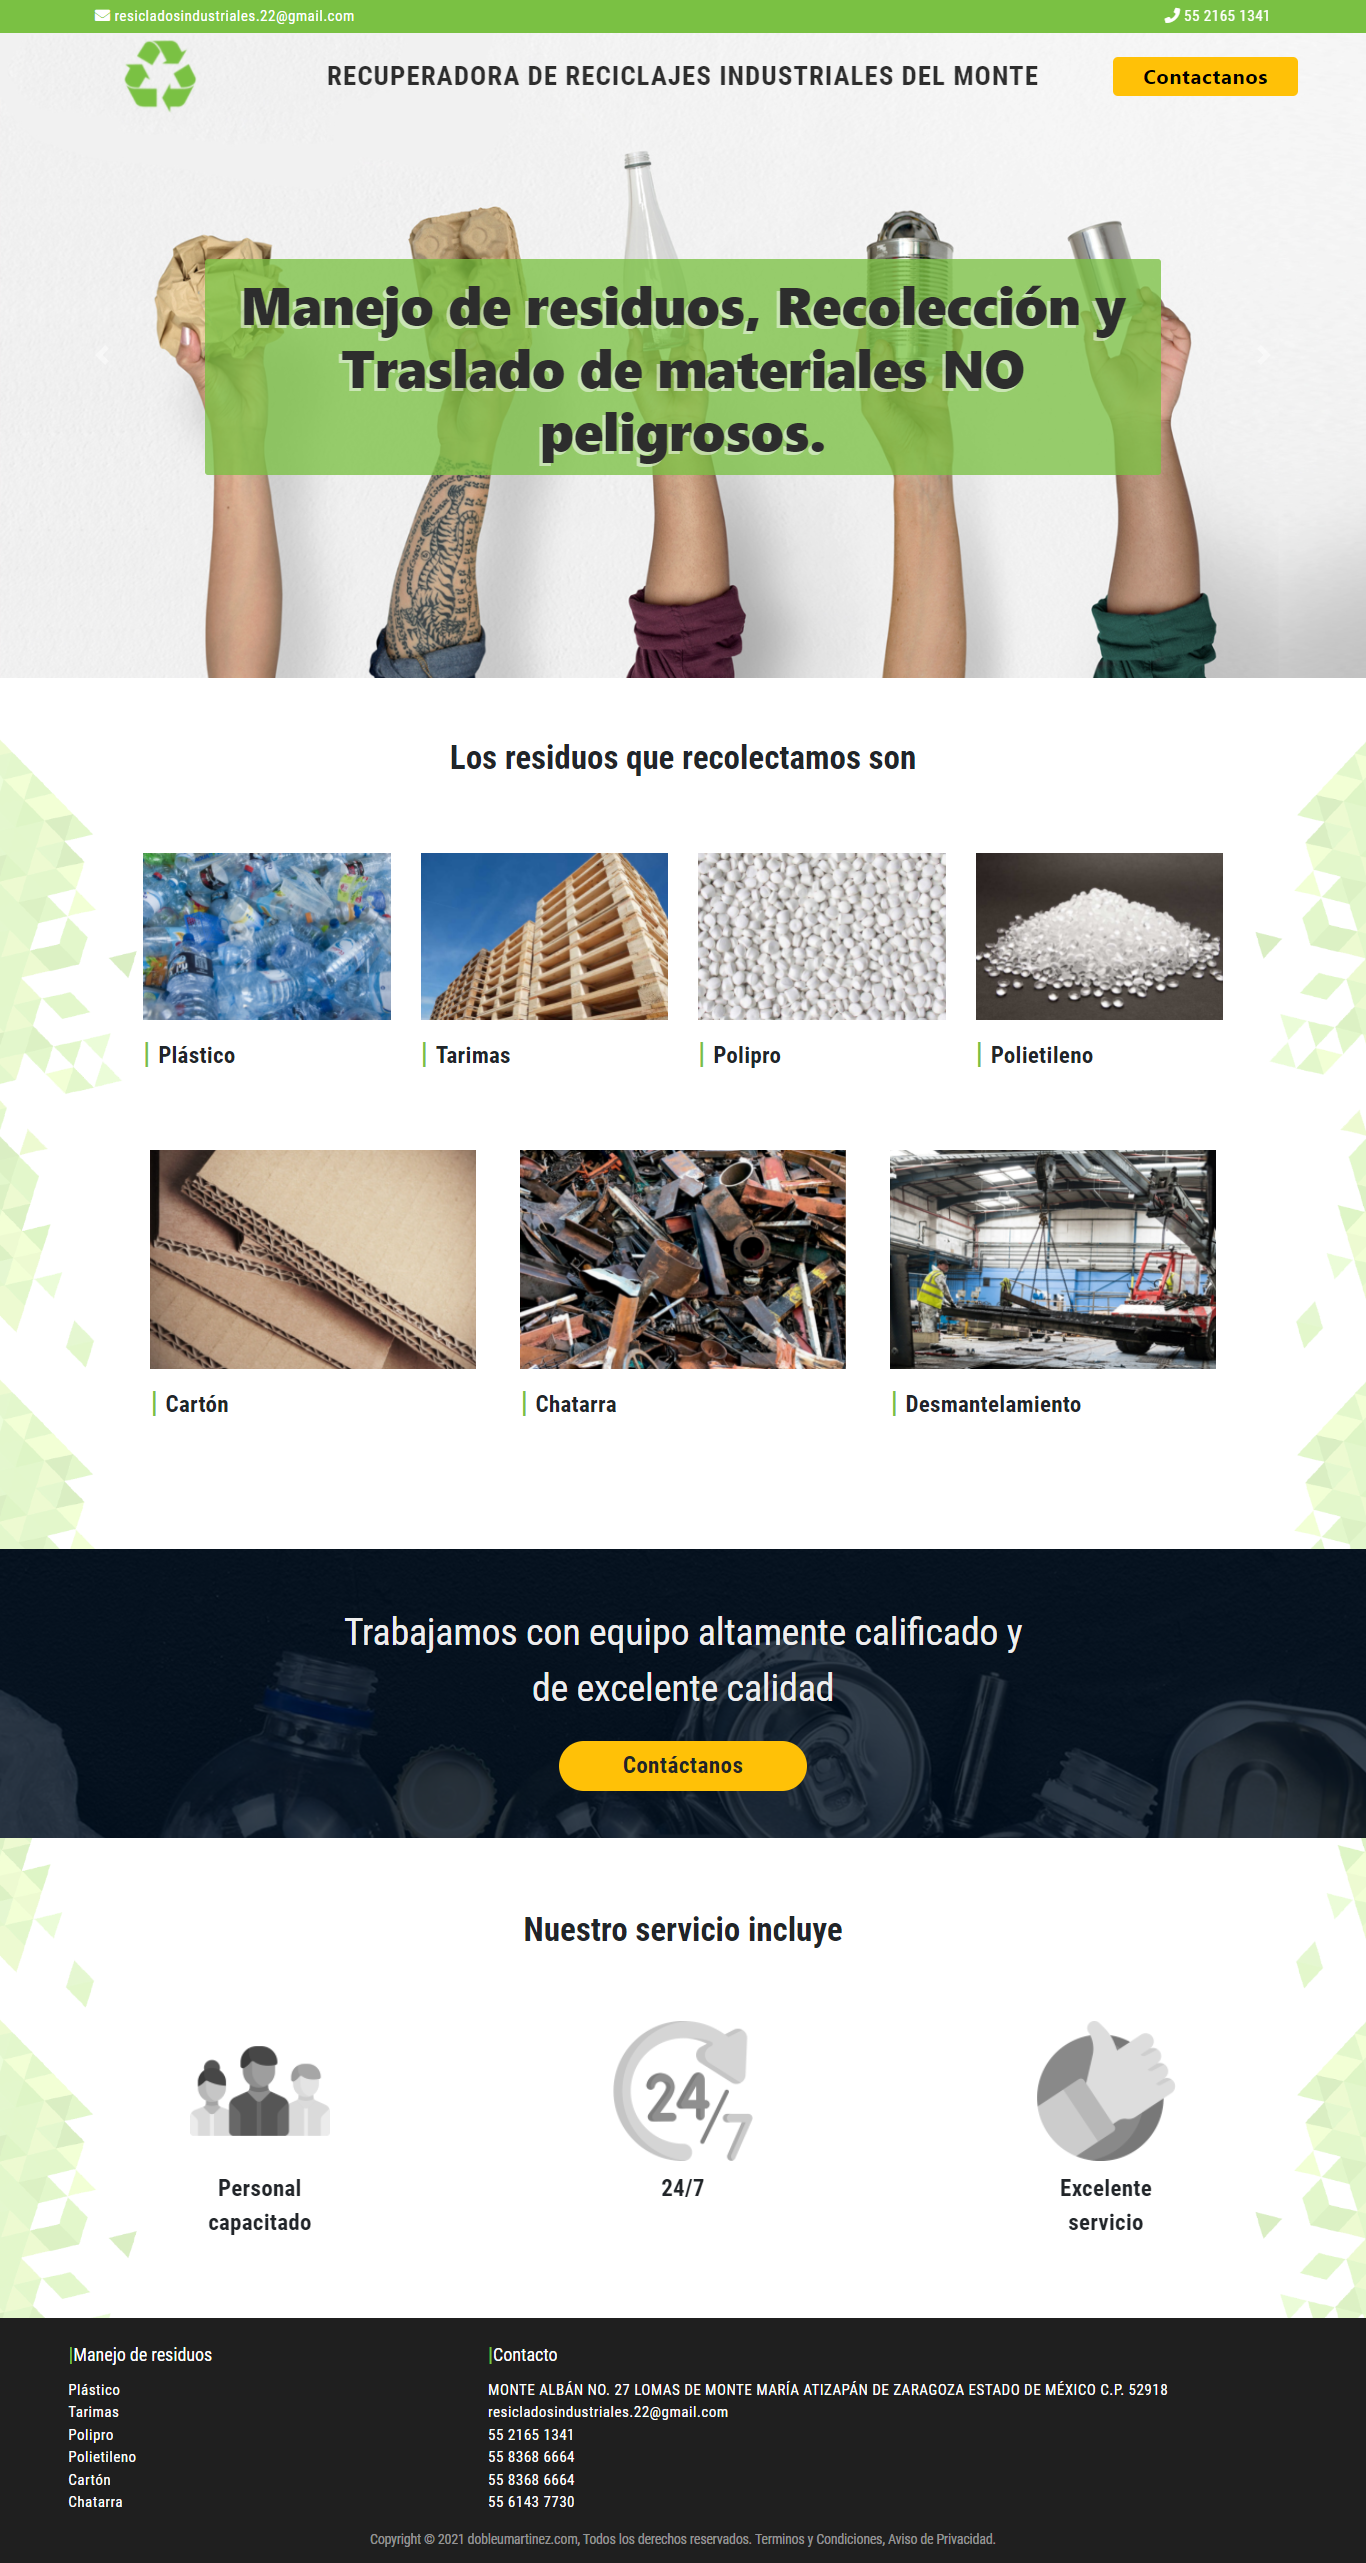 resicladosindustriales.22@gmail.com
55 2165 1341
RECUPERADORA DE RECICLAJES INDUSTRIALES DEL MONTE
Contactanos
Manejo de residuos, Recolección y
Traslado de materiales NO
peligrosos.
Los residuos que recolectamos son
| Plástico
| Tarimas
| Polipro
| Polietileno
| Cartón
| Chatarra
| Desmantelamiento
Trabajamos con equipo altamente calificado y
de excelente calidad
Contáctanos
Nuestro servicio incluye
24/7
Personal
capacitado
24/7
Excelente
servicio
|Manejo de residuos
Plástico
Tarimas
Polipro
Polietileno
Cartón
Chatarra
|Contacto
MONTE ALBÁN NO. 27 LOMAS DE MONTE MARÍA ATIZAPÁN DE ZARAGOZA ESTADO DE MÉXICO C.P. 52918
resicladosindustriales.22@gmail.com
55 2165 1341
55 8368 6664
55 8368 6664
55 6143 7730
Copyright © 2021 dobleumartinez.com, Todos los derechos reservados. Terminos y Condiciones, Aviso de Privacidad.